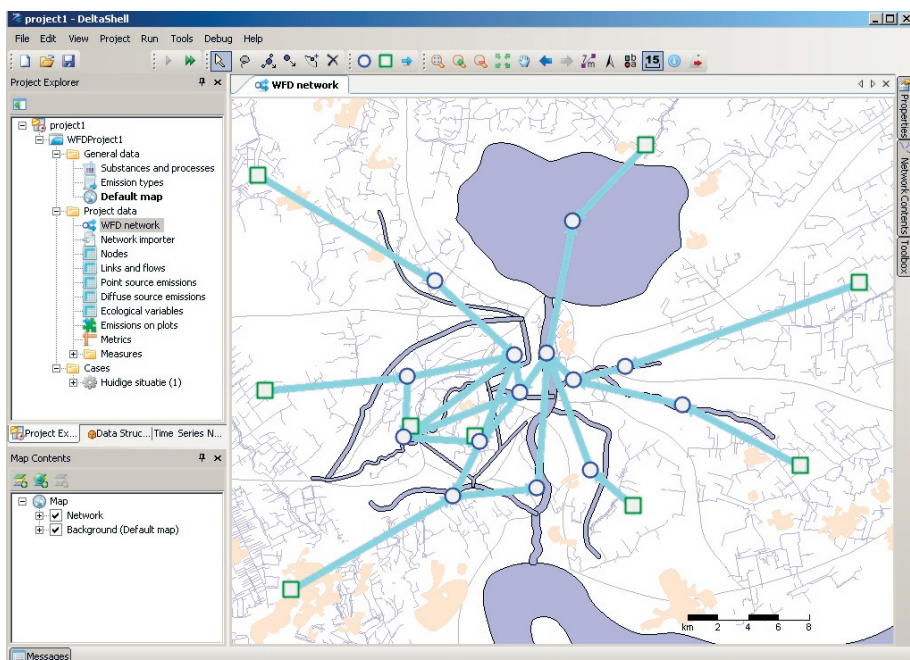 project1 - DeltaShell
File Edit View Project Run Tools Debug Help
15
Project Explorer
WFD network
project1
WFDProject1
General data
Substances and processes
Emission types
Default map
Project data
WFD network
Network importer
Nodes
Links and flows
Point source emissions
Diffuse source emissions
Ecological variables
Emissions on plots
Metrics
Measures
Cases
Huidige situatie (1)
Project Ex... Data Struc... Time Series N...
Map Contents
Map
Network
Background (Default map)
Properties
Network Contents
Toolbox
km 2 4 6 8
Messages